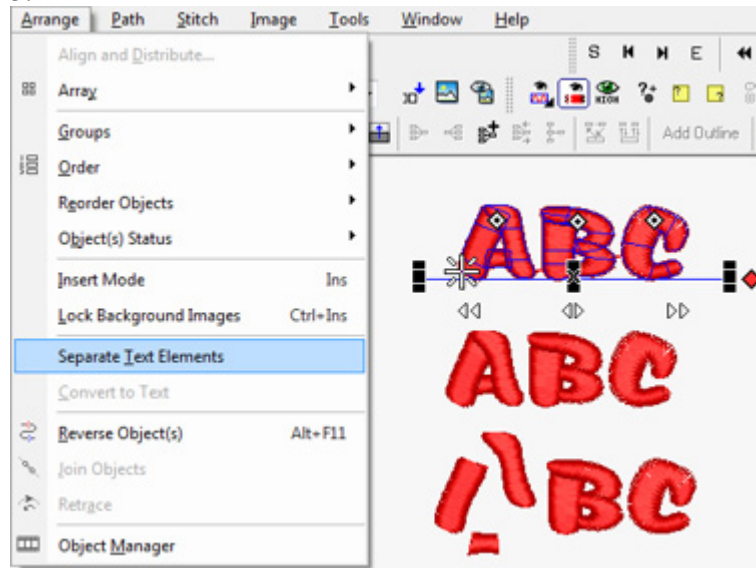 Arrange Path Stitch Image Tools Window Help
Align and Distribute...
S E
Array
HIGH
Groups
Add Outline
Order
Reorder Objects
Object(s) Status
ABC
Insert Mode Ins
Lock Background Images Ctrl+Ins
Separate Text Elements
ABC
Convert to Text
Reverse Object(s) Alt+F11
Join Objects
ABC
Retrace
Object Manager